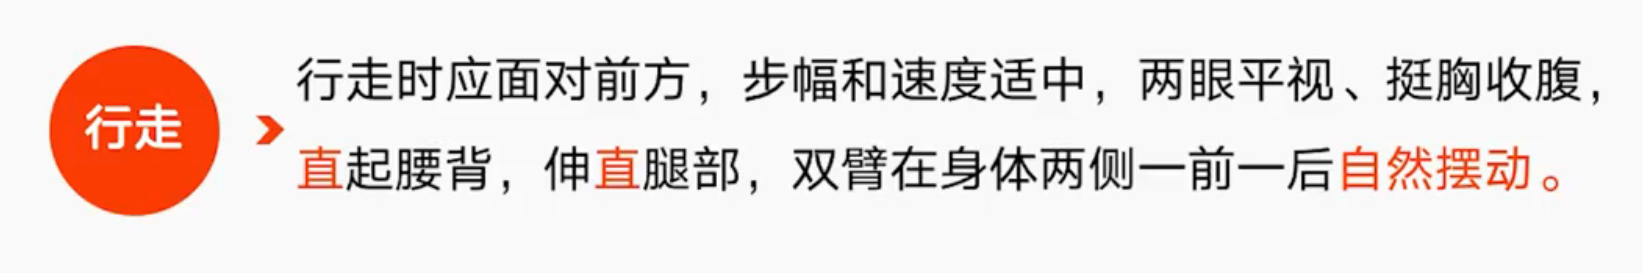 行走
行走时应面对前方，步幅和速度适中，两眼平视、挺胸收腹，
直起腰背，伸直腿部，双臂在身体两侧一前一后自然摆动。